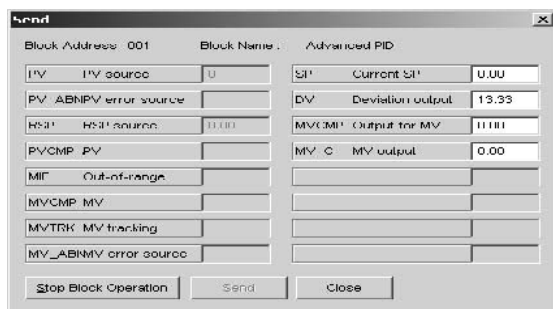 Send
Block Address 001 Block Name : Advanced PID
PV PV source 0 SP Current SP 0.00
PV_ABN PV error source DV Deviation output 13.33
RSP RSP source 0.00 MVCMP Output for MV 0.00
PVCMP PV MV_C MV output 0.00
Out-of-range
MVCMP MV
MVTRK MV tracking
MV_ABN MV error source
Stop Block Operation Send Close